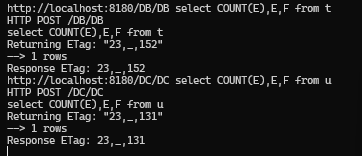 http://localhost:8180/DB/DB select COUNT(E),E,F from t
HTTP POST /DB/DB
select COUNT(E),E,F from t
Returning ETag: "23,_,152"
--> 1 rows
Response ETag: 23,_,152
http://localhost:8180/DC/DC select COUNT(E),E,F from u
HTTP POST /DC/DC
select COUNT(E),E,F from u
Returning ETag: "23,_,131"
--> 1 rows
Response ETag: 23,_,131